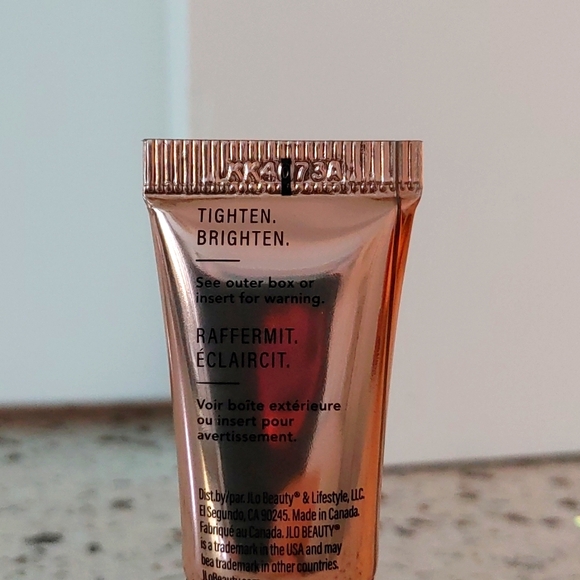 TIGHTEN.
BRIGHTEN.
See outer box or
insert for warning.
RAFFERMIT.
ÉCLAIRCIT.
Voir boîte extérieure
ou insert pour
avertissement.
Dist.by/par. JLo Beauty® & Lifestyle, LLC.
El Segundo, CA 90245. Made in Canada.
Fabriqué au Canada. JLO BEAUTY®
is a trademark in the USA and may
bea trademark in other countries.